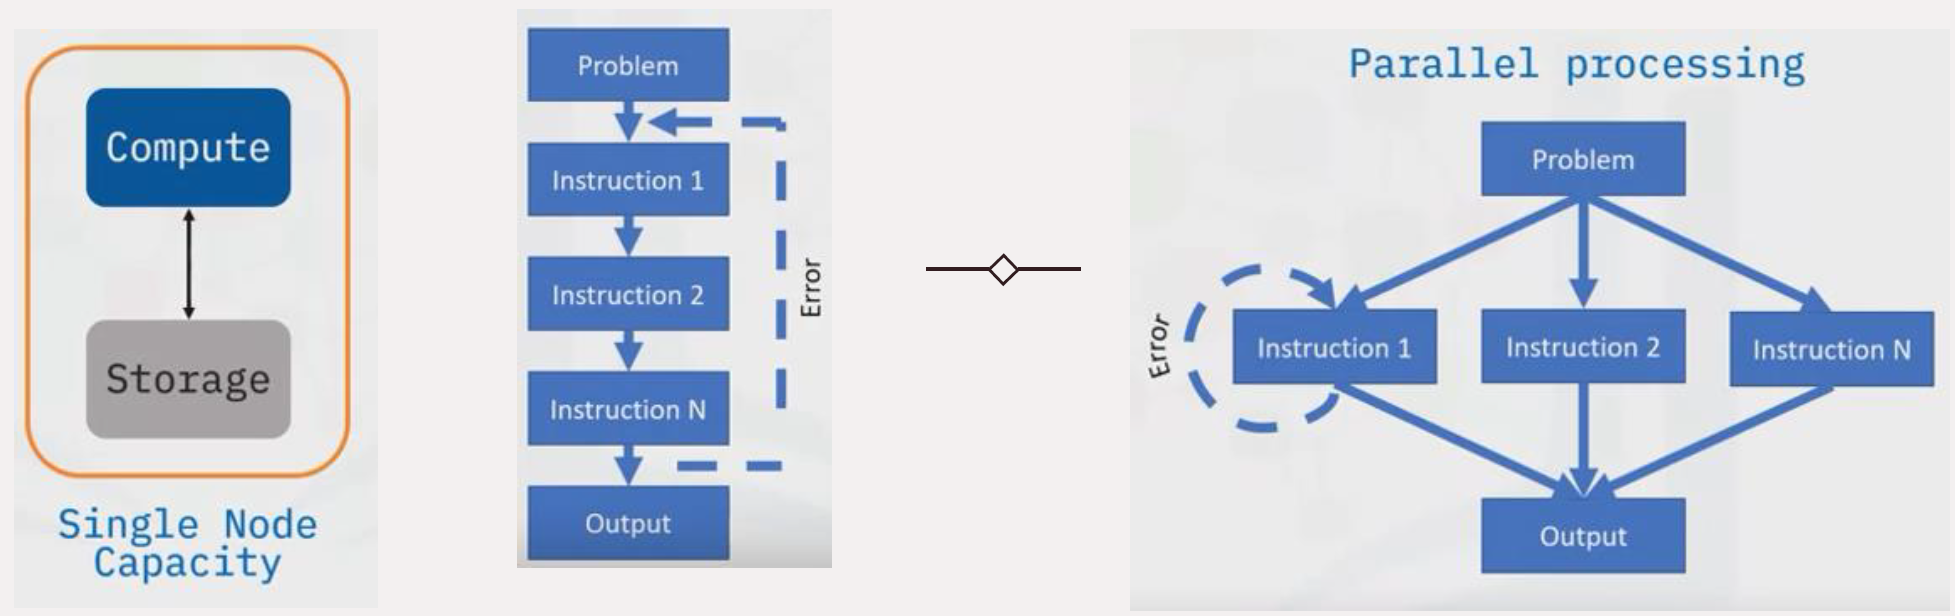 Compute
Storage
Single Node
Capacity
Problem
Instruction 1
Instruction 2
Instruction N
Output
Error
Parallel processing
Problem
Error
Instruction 1
Instruction 2
Instruction N
Output